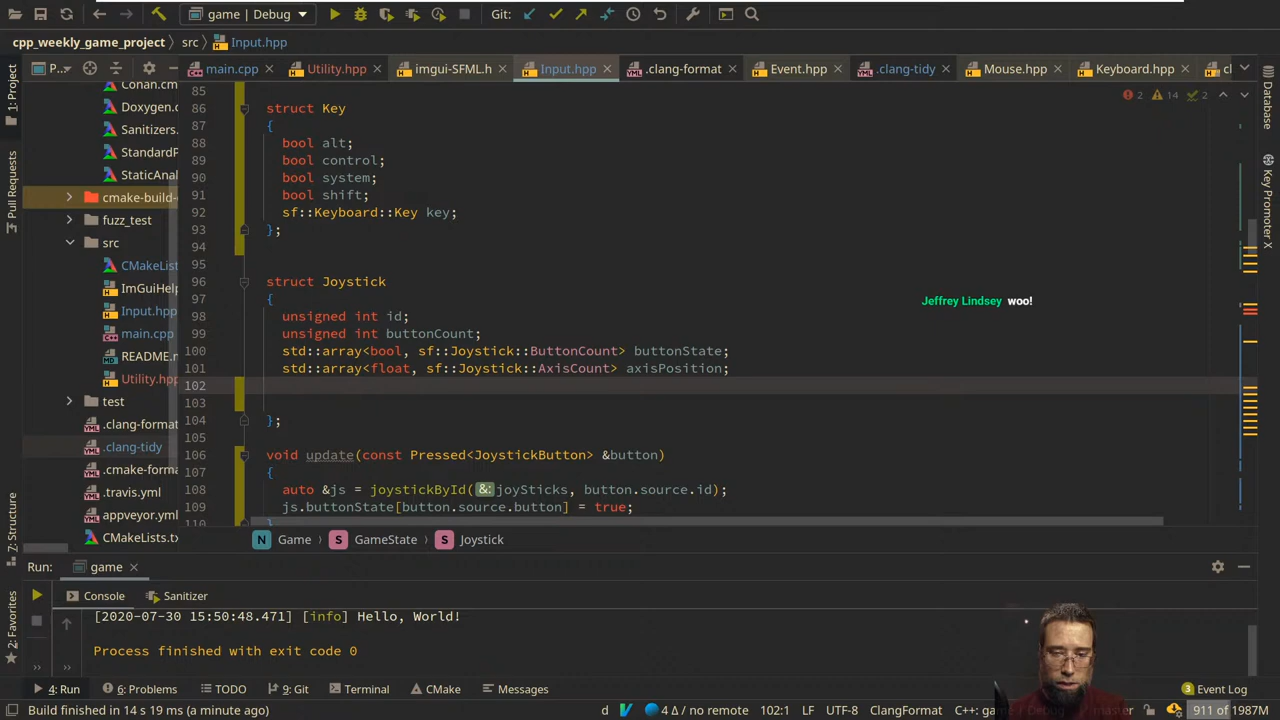 game | Debug
Git:
cpp_weekly_game_project
src
Input.hpp
P...
main.cpp
Utility.hpp
imgui-SFML.h
Input.hpp
.clang-format
Event.hpp
.clang-tidy
Mouse.hpp
Keyboard.hpp
cl
1: Project
Pull Requests
7: Structure
2: Favorites
Database
Key Promoter X
Conan.cm
Doxygen.c
Sanitizers.
StandardP
StaticAnal
cmake-build-
fuzz_test
src
CMakeList
ImGuiHelp
Input.hpp
main.cpp
README.m
Utility.hpp
test
.clang-format
.clang-tidy
.cmake-forma
.travis.yml
appveyor.yml
CMakeLists.tx
2 14 2
85
86 struct Key
87 {
88 bool alt;
89 bool control;
90 bool system;
91 bool shift;
92 sf::Keyboard::Key key;
93 };
94
95
96 struct Joystick
97 {
98 unsigned int id;
99 unsigned int buttonCount;
100 std::array<bool, sf::Joystick::ButtonCount> buttonState;
101 std::array<float, sf::Joystick::AxisCount> axisPosition;
102
103
104 };
105
106 void update(const Pressed<JoystickButton> &button)
107 {
108 auto &js = joystickById(&: joySticks, button.source.id);
109 js.buttonState[button.source.button] = true;
110 }
Jeffrey Lindsey woo!
N Game
S GameState
S Joystick
Run: game
Console
Sanitizer
[2020-07-30 15:50:48.471] [info] Hello, World!
Process finished with exit code 0
4: Run
6: Problems
TODO
9: Git
Terminal
CMake
Messages
3 Event Log
Build finished in 14 s 19 ms (a minute ago)
d
4 Δ / no remote
102:1
LF
UTF-8
ClangFormat
C++: game | Debug
master
911 of 1987M